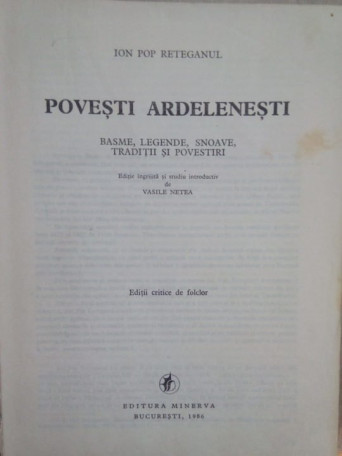 ION POP RETEGANUL
POVEȘTI ARDELENEȘTI
BASME, LEGENDE, SNOAVE,
TRADIȚII ȘI POVESTIRI
Ediție îngrijită și studiu introductiv
de
VASILE NETEA
Ediții critice de folclor
EDITURA MINERVA
BUCUREȘTI, 1986